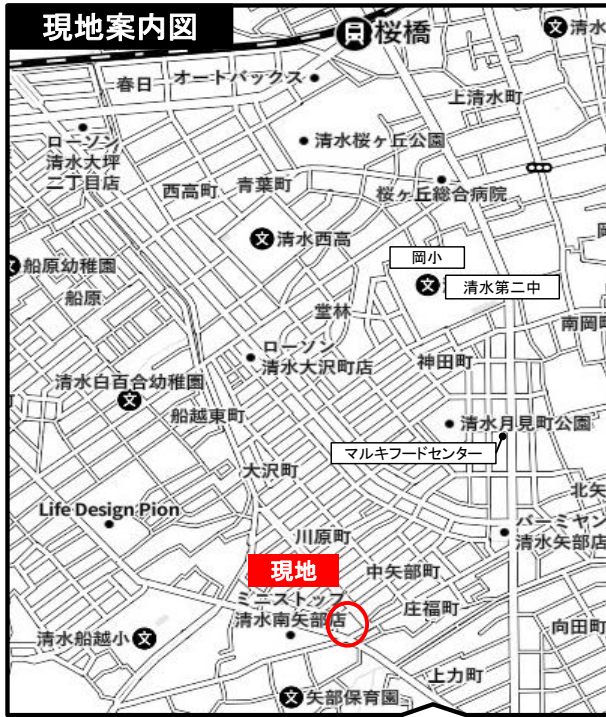 現地案内図
桜橋
文 清水
春日
オートバックス
上清水町
ローソン
清水大坪
二丁目店
清水桜ヶ丘公園
桜ヶ丘総合病院
西高町
青葉町
文 清水西高
岡小
文 船原幼稚園
船原
文
清水第二中
堂林
南岡町
ローソン
清水大沢町店
神田町
清水白百合幼稚園
文
船越東町
清水月見町公園
マルキフードセンター
大沢町
北矢
Life Design Pion
川原町
バーミヤン
清水矢部店
現地
中矢部町
ミニストップ
清水南矢部店
庄福町
清水船越小 文
向田町
上力町
文 矢部保育園